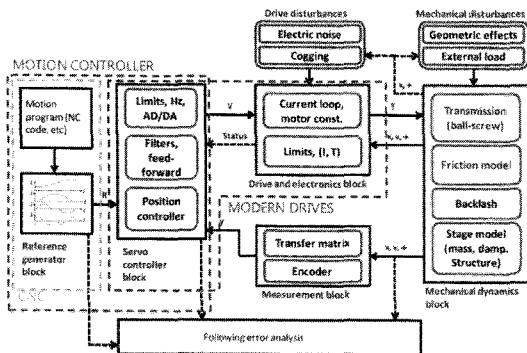 Drive disturbances
Electric noise
Cogging
Mechanical disturbances
Geometric effects
External load
MOTION CONTROLLER
Motion
program (NC
code, etc)
Reference
generator
block
CNC
Limits, Hz,
AD/DA
Filters,
feed-
forward
Position
controller
Servo
controller
block
R
V
Status
Current loop,
motor const.
Limits, (I, T)
Drive and electronics block
T
MODERN DRIVES
Transfer matrix
Encoder
Measurement block
Transmission
(ball-screw)
Friction model
Backlash
Stage model
(mass, damp.
Structure)
Mechanical dynamics
block
Following error analysis